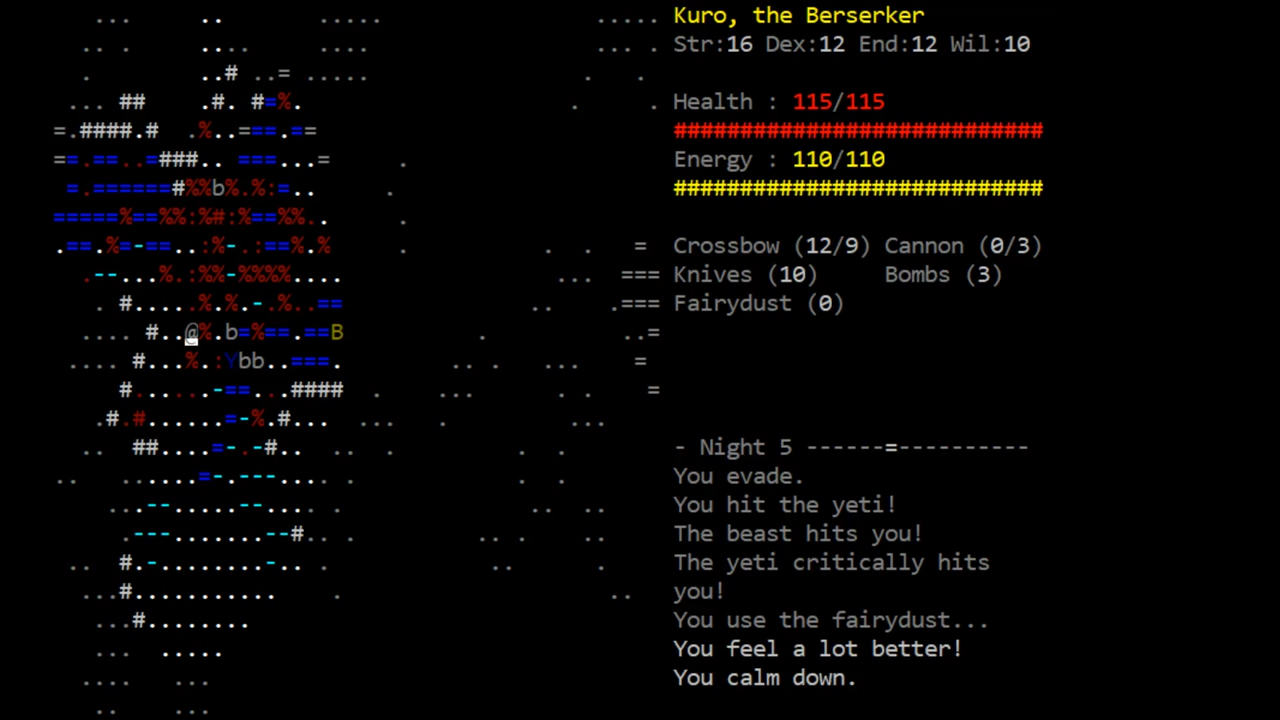 Kuro, the Berserker
Str:16 Dex:12 End:12 Wil:10
Health : 115/115
############################
Energy : 110/110
############################
Crossbow (12/9) Cannon (0/3)
Knives (10) Bombs (3)
Fairydust (0)
- Night 5 ------=----------
You evade.
You hit the yeti!
The beast hits you!
The yeti critically hits
you!
You use the fairydust...
You feel a lot better!
You calm down.